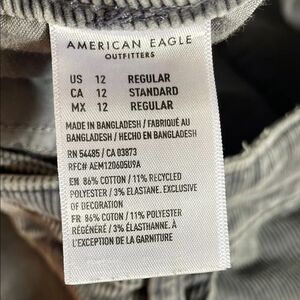 AMERICAN EAGLE
OUTFITTERS
US 12 REGULAR
CA 12 STANDARD
MX 12 REGULAR
MADE IN BANGLADESH / FABRIQUÉ AU
BANGLADESH / HECHO EN BANGLADESH
RN 54485 / CA 03873
RFC# AEM120605U9A
EN 86% COTTON / 11% RECYCLED
POLYESTER / 3% ELASTANE. EXCLUSIVE
OF DECORATION
FR 86% COTON / 11% POLYESTER
RÉGÉNÉRÉ / 3% ÉLASTHANNE. À
L'EXCEPTION DE LA GARNITURE